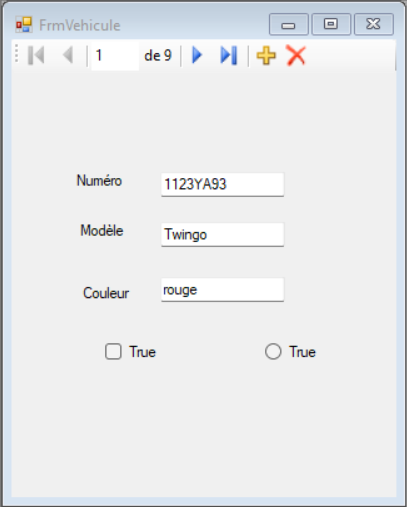 FrmVehicule
1 de 9
Numéro 1123YA93
Modèle Twingo
Couleur rouge
True True